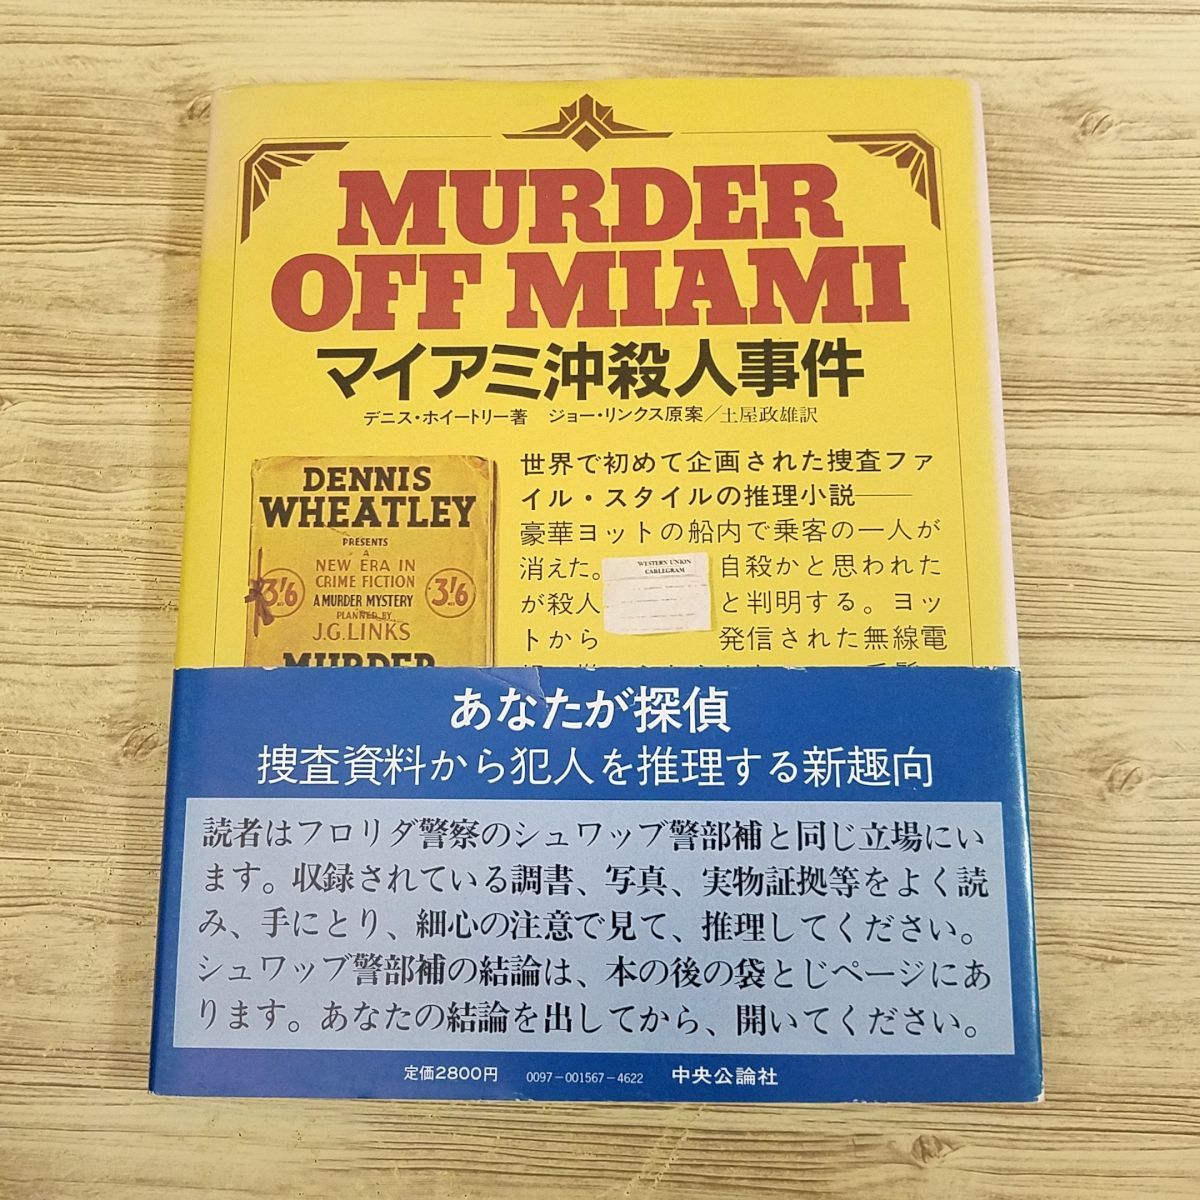 MURDER
OFF MIAMI
マイアミ沖殺人事件
デニス・ホイートリー著 ジョー・リンクス原案／土屋政雄訳
DENNIS
WHEATLEY
PRESENTS
A
NEW ERA IN
CRIME FICTION
3/6 A MURDER MYSTERY 3/6
PLANNED BY
J.G. LINKS
MURDER
世界で初めて企画された捜査ファ
イル・スタイルの推理小説——
豪華ヨットの船内で乗客の一人が
消えた。 自殺かと思われた
WESTERN UNION
CABLEGRAM
が殺人 と判明する。ヨッ
トから 発信された無線電
あなたが探偵
捜査資料から犯人を推理する新趣向
読者はフロリダ警察のシュワッブ警部補と同じ立場にい
ます。収録されている調書、写真、実物証拠等をよく読
み、手にとり、細心の注意で見て、推理してください。
シュワッブ警部補の結論は、本の後の袋とじページにあ
ります。あなたの結論を出してから、開いてください。
定価2800円 0097-001567-4622 中央公論社